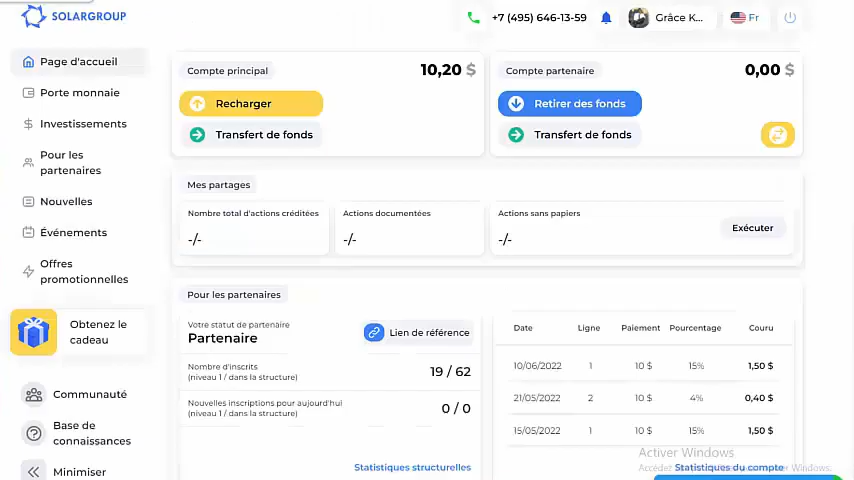 SOLARGROUP
+7 (495) 646-13-59
Grâce K...
Fr
Page d'accueil
Porte monnaie
Investissements
Pour les
partenaires
Nouvelles
Événements
Offres
promotionnelles
Obtenez le
cadeau
Communauté
Base de
connaissances
Minimiser
Compte principal
10,20 $
Recharger
Transfert de fonds
Compte partenaire
0,00 $
Retirer des fonds
Transfert de fonds
Mes partages
Nombre total d'actions créditées
-/-
Actions documentées
-/-
Actions sans papiers
-/-
Exécuter
Pour les partenaires
Votre statut de partenaire
Partenaire
Lien de référence
Nombre d'inscrits
(niveau 1 / dans la structure)
19 / 62
Nouvelles inscriptions pour aujourd'hui
(niveau 1 / dans la structure)
0 / 0
Statistiques structurelles
Date Ligne Paiement Pourcentage Couru
10/06/2022 1 10 $ 15% 1,50 $
21/05/2022 2 10 $ 4% 0,40 $
15/05/2022 1 10 $ 15% 1,50 $
Statistiques du compte
Activer Windows
Windows.